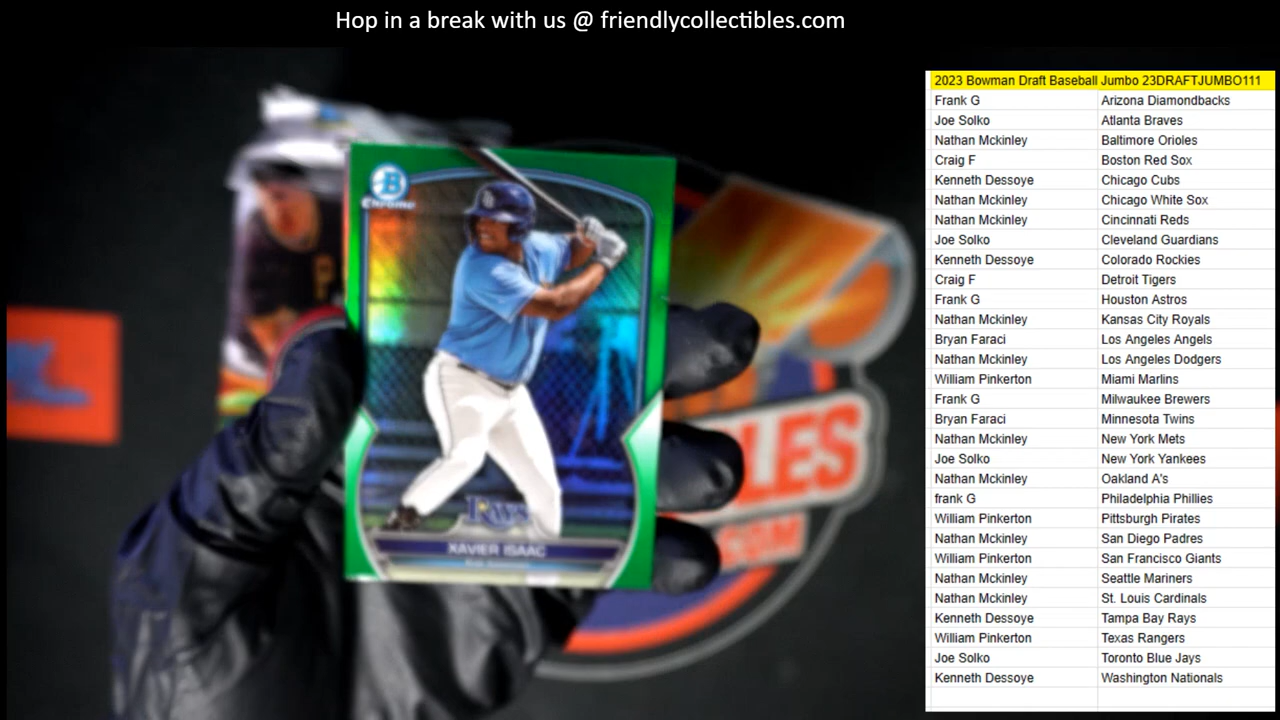 Hop in a break with us @ friendlycollectibles.com
2023 Bowman Draft Baseball Jumbo 23DRAFTJUMBO111
Frank G Arizona Diamondbacks
Joe Solko Atlanta Braves
Nathan Mckinley Baltimore Orioles
Craig F Boston Red Sox
Kenneth Dessoye Chicago Cubs
Nathan Mckinley Chicago White Sox
Nathan Mckinley Cincinnati Reds
Joe Solko Cleveland Guardians
Kenneth Dessoye Colorado Rockies
Craig F Detroit Tigers
Frank G Houston Astros
Nathan Mckinley Kansas City Royals
Bryan Faraci Los Angeles Angels
Nathan Mckinley Los Angeles Dodgers
William Pinkerton Miami Marlins
Frank G Milwaukee Brewers
Bryan Faraci Minnesota Twins
Nathan Mckinley New York Mets
Joe Solko New York Yankees
Nathan Mckinley Oakland A's
frank G Philadelphia Phillies
William Pinkerton Pittsburgh Pirates
Nathan Mckinley San Diego Padres
William Pinkerton San Francisco Giants
Nathan Mckinley Seattle Mariners
Nathan Mckinley St. Louis Cardinals
Kenneth Dessoye Tampa Bay Rays
William Pinkerton Texas Rangers
Joe Solko Toronto Blue Jays
Kenneth Dessoye Washington Nationals
B
Chrome
Rays
XAVIER ISAAC
LES
COM